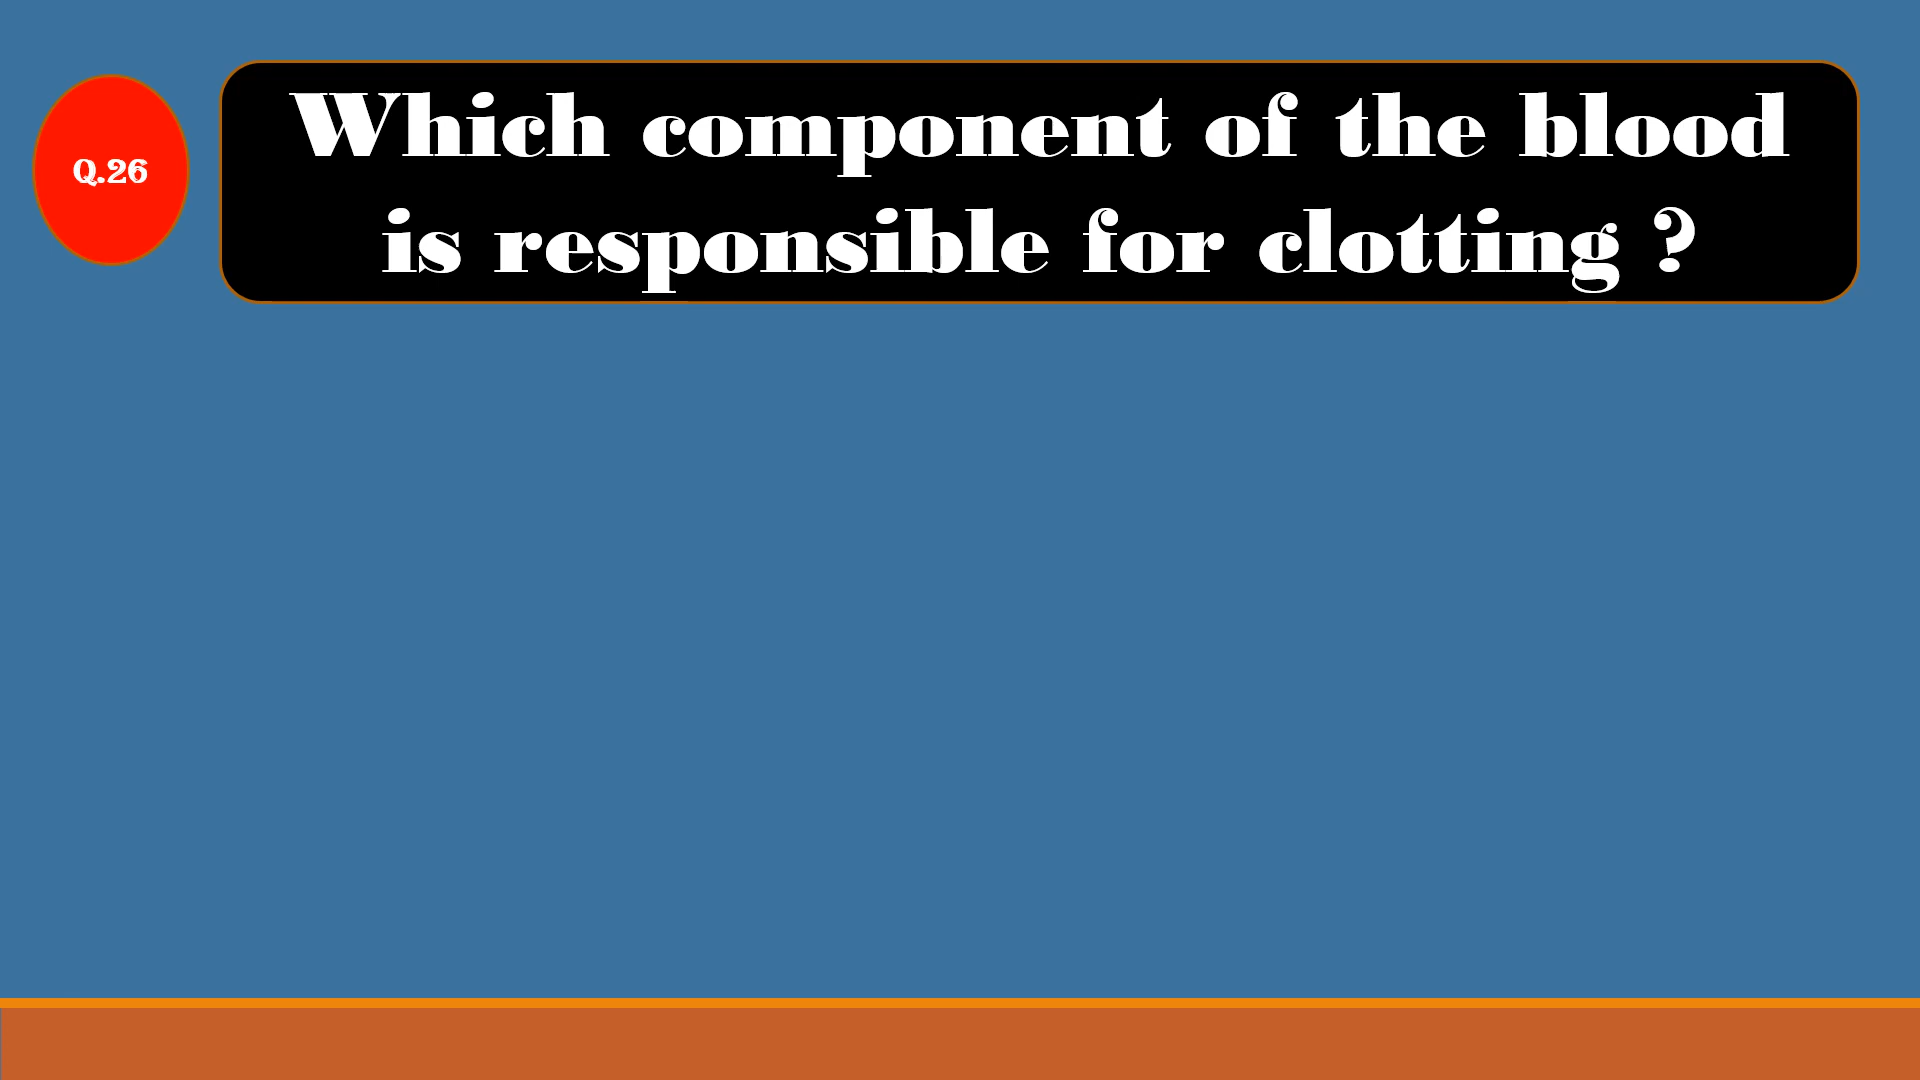 Q.26
Which component of the blood
is responsible for clotting ?